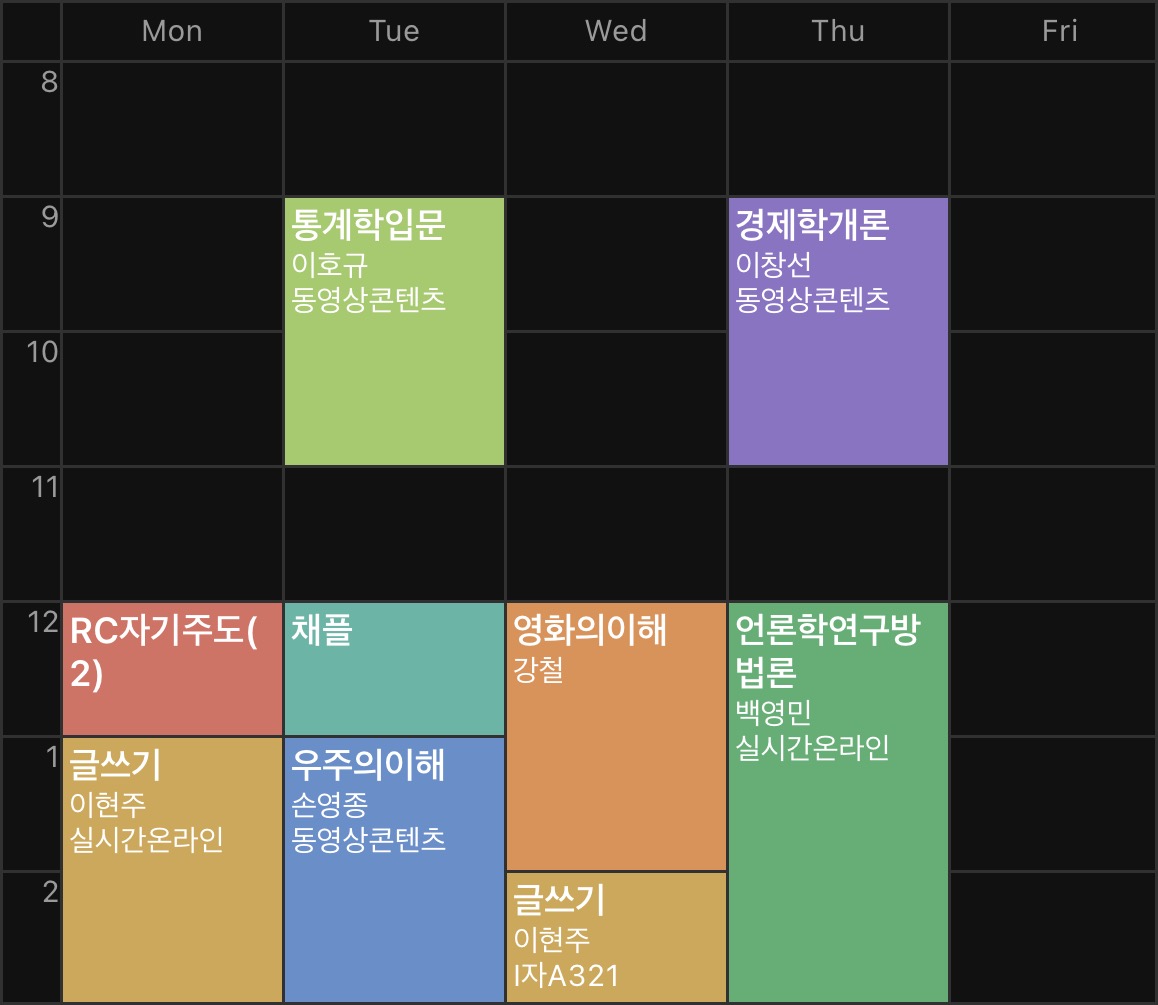 Mon Tue Wed Thu Fri
8
9
통계학입문
이호규
동영상콘텐츠
경제학개론
이창선
동영상콘텐츠
10
11
12
RC자기주도(
2)
채플
영화의이해
강철
언론학연구방
법론
백영민
실시간온라인
1
글쓰기
이현주
실시간온라인
우주의이해
손영종
동영상콘텐츠
2
글쓰기
이현주
I자A321